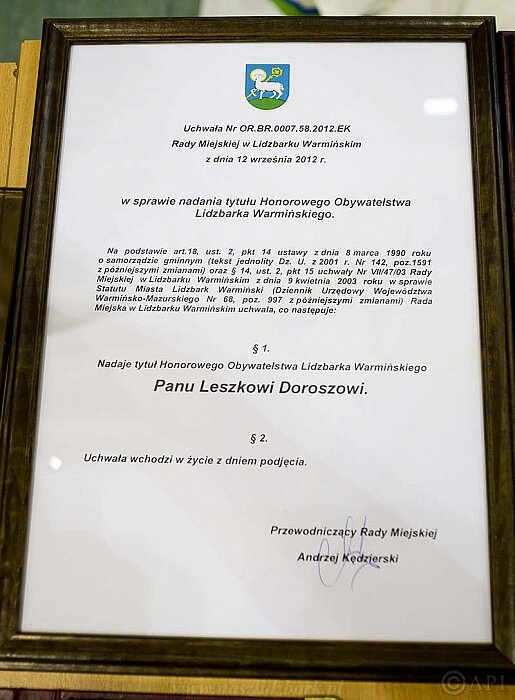 Uchwała Nr OR.BR.0007.58.2012.EK
Rady Miejskiej w Lidzbarku Warmińskim
z dnia 12 września 2012 r.
w sprawie nadania tytułu Honorowego Obywatelstwa
Lidzbarka Warmińskiego.
Na podstawie art.18, ust. 2, pkt 14 ustawy z dnia 8 marca 1990 roku
o samorządzie gminnym (tekst jednolity Dz. U. z 2001 r. Nr 142, poz.1591
z późniejszymi zmianami) oraz § 14, ust. 2, pkt 15 uchwały Nr VII/47/03 Rady
Miejskiej w Lidzbarku Warmińskim z dnia 9 kwietnia 2003 roku w sprawie
Statutu Miasta Lidzbark Warmiński (Dziennik Urzędowy Województwa
Warmińsko-Mazurskiego Nr 68, poz. 997 z późniejszymi zmianami) Rada
Miejska w Lidzbarku Warmińskim uchwala, co następuje:
§ 1.
Nadaje tytuł Honorowego Obywatelstwa Lidzbarka Warmińskiego
Panu Leszkowi Doroszowi.
§ 2.
Uchwała wchodzi w życie z dniem podjęcia.
Przewodniczący Rady Miejskiej
Andrzej Kędzierski
© API